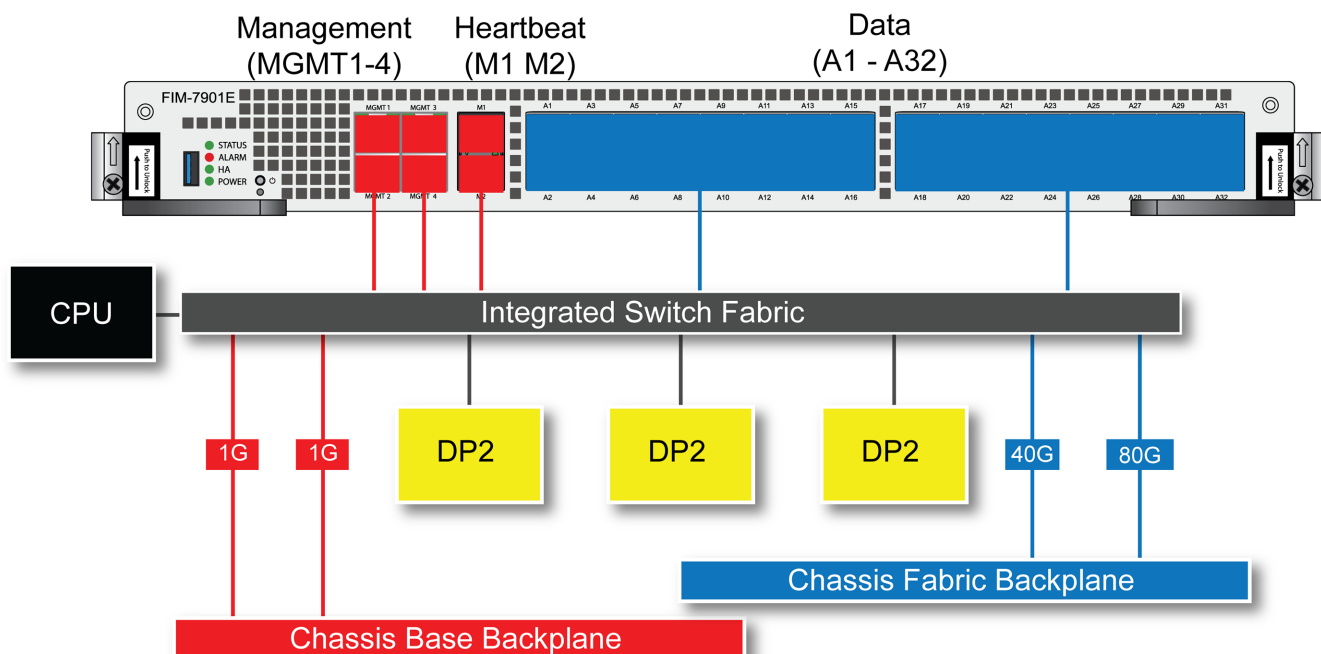 Management
(MGMT1-4)
Heartbeat
(M1 M2)
Data
(A1 - A32)
FIM-7901E
MGMT 1 MGMT 3 M1 A1 A3 A5 A7 A9 A11 A13 A15 A17 A19 A21 A23 A25 A27 A29 A31
STATUS
ALARM
HA
POWER
Push to Unlock
Push to Unlock
MGMT 2 MGMT 4 M2 A2 A4 A6 A8 A10 A12 A14 A16 A18 A20 A22 A24 A26 A28 A30 A32
CPU
Integrated Switch Fabric
1G 1G DP2 DP2 DP2 40G 80G
Chassis Fabric Backplane
Chassis Base Backplane